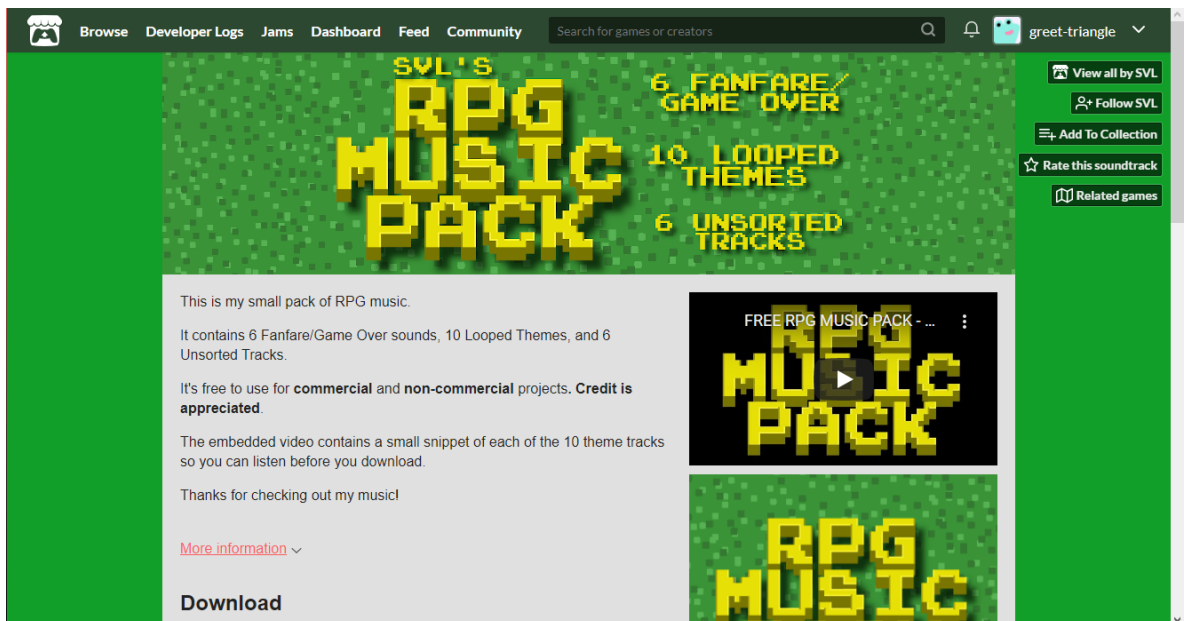 Browse Developer Logs Jams Dashboard Feed Community Search for games or creators greet-triangle
SVL'S
RPG
MUSIC
PACK
6 FANFARE/
GAME OVER
10 LOOPED
THEMES
6 UNSORTED
TRACKS
View all by SVL
Follow SVL
Add To Collection
Rate this soundtrack
Related games
This is my small pack of RPG music.
It contains 6 Fanfare/Game Over sounds, 10 Looped Themes, and 6
Unsorted Tracks.
It's free to use for commercial and non-commercial projects. Credit is
appreciated.
The embedded video contains a small snippet of each of the 10 theme tracks
so you can listen before you download.
Thanks for checking out my music!
More information
Download
FREE RPG MUSIC PACK - ...
RPG
MUSIC
PACK
RPG
MUSIC